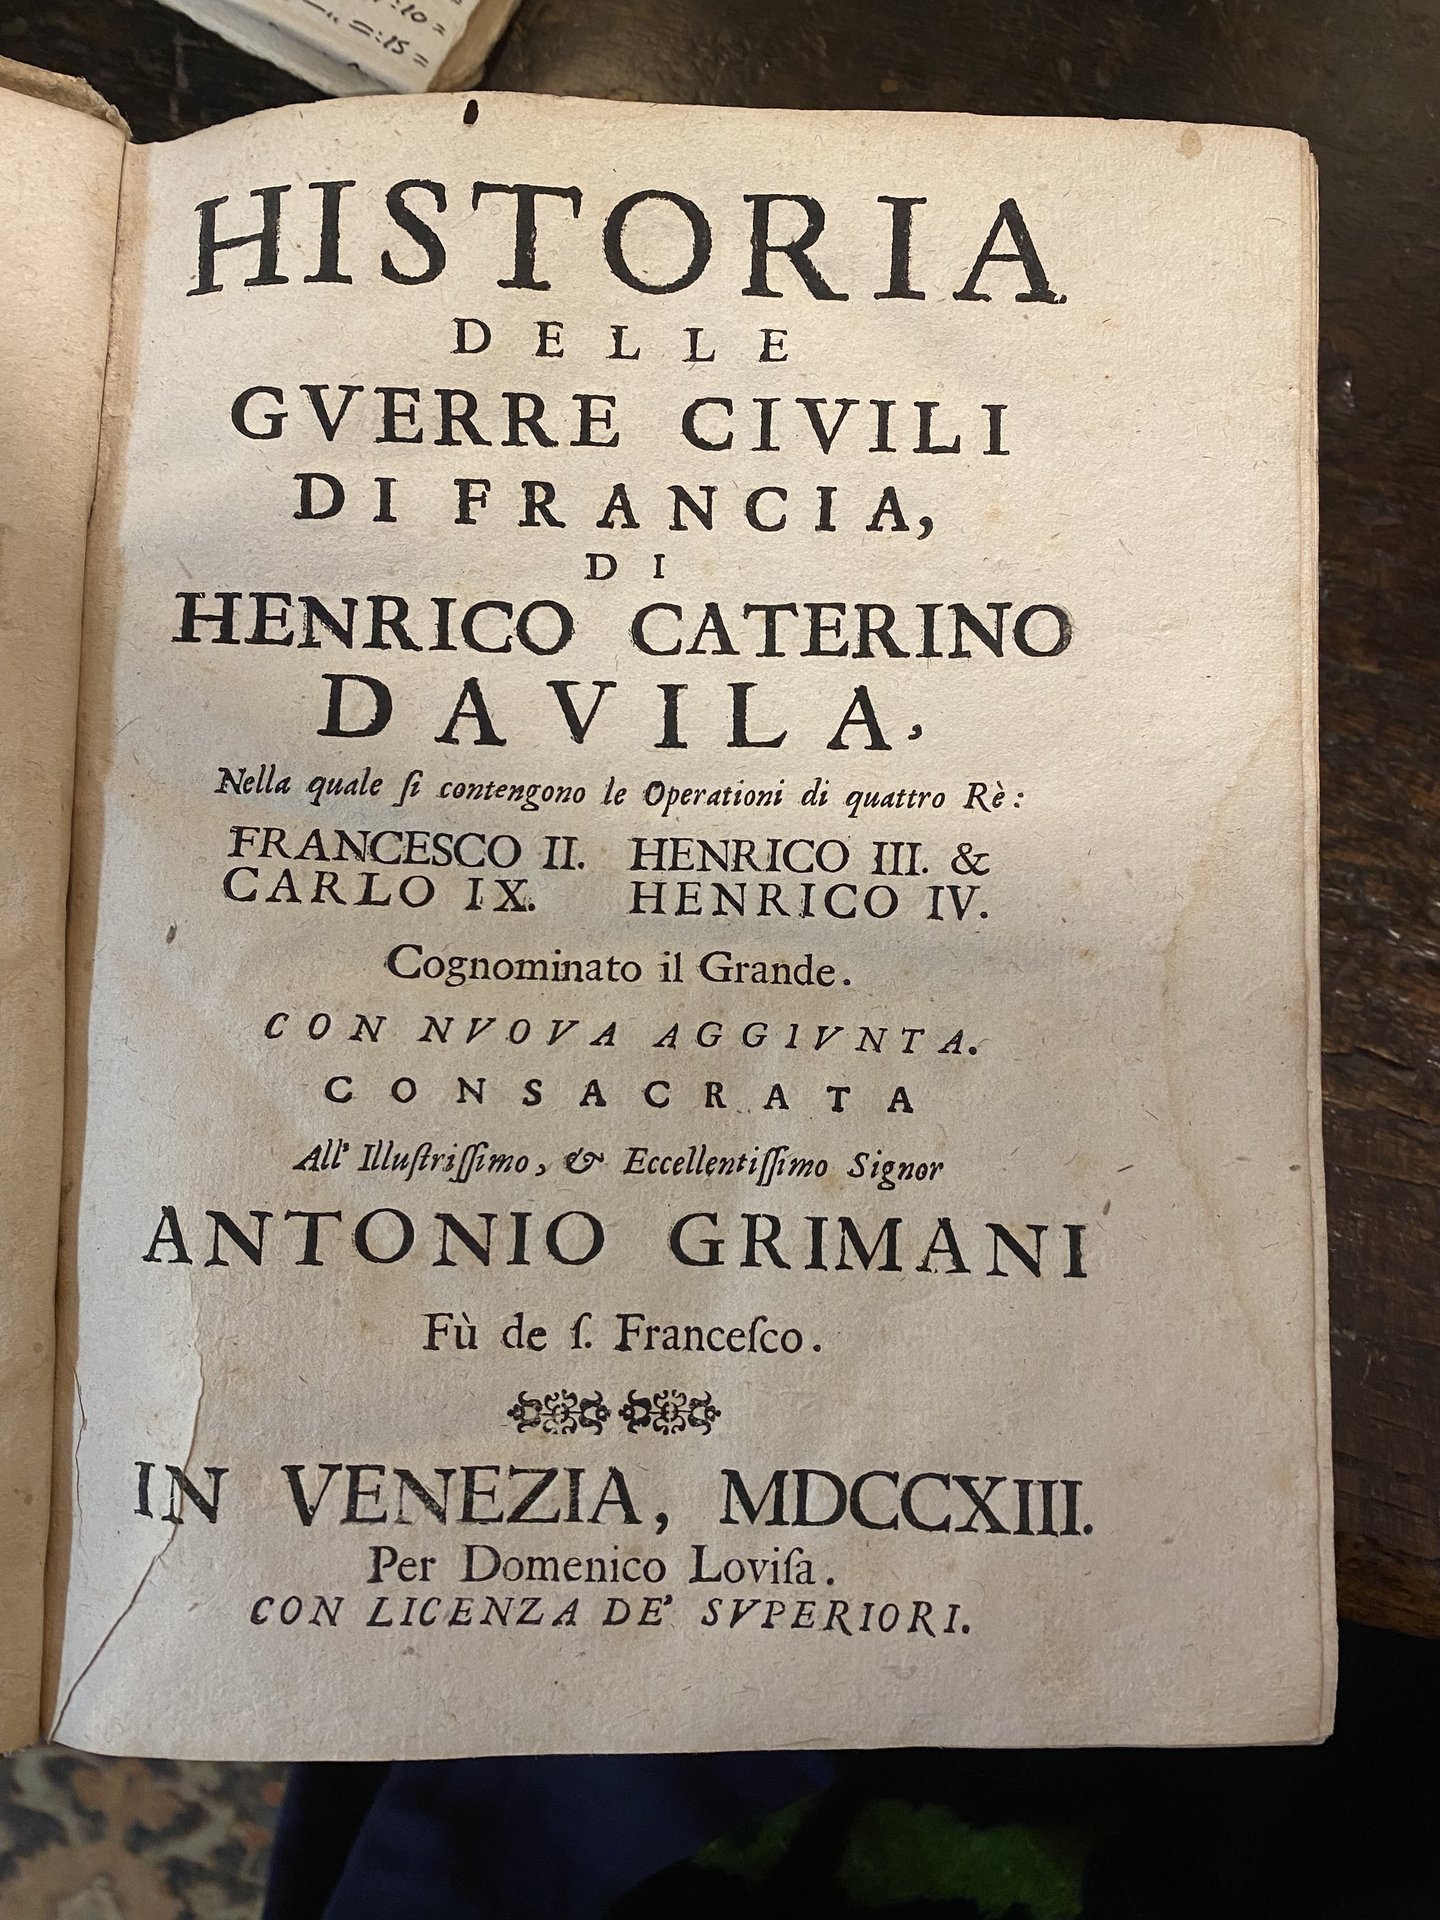 :10 =
=:15 =
HISTORIA
DELLE
GVERRE CIVILI
DI FRANCIA,
DI
HENRICO CATERINO
DAVILA,
Nella quale ſi contengono le Operationi di quattro Rè :
FRANCESCO II. HENRICO III. &
CARLO IX. HENRICO IV.
Cognominato il Grande.
CON NVOVA AGGIVNTA.
CONSACRATA
All' Illuſtriſſimo, & Eccellentiſſimo Signor
ANTONIO GRIMANI
Fù de ſ. Franceſco.
IN VENEZIA, MDCCXIII.
Per Domenico Loviſa.
CON LICENZA DE' SVPERIORI.